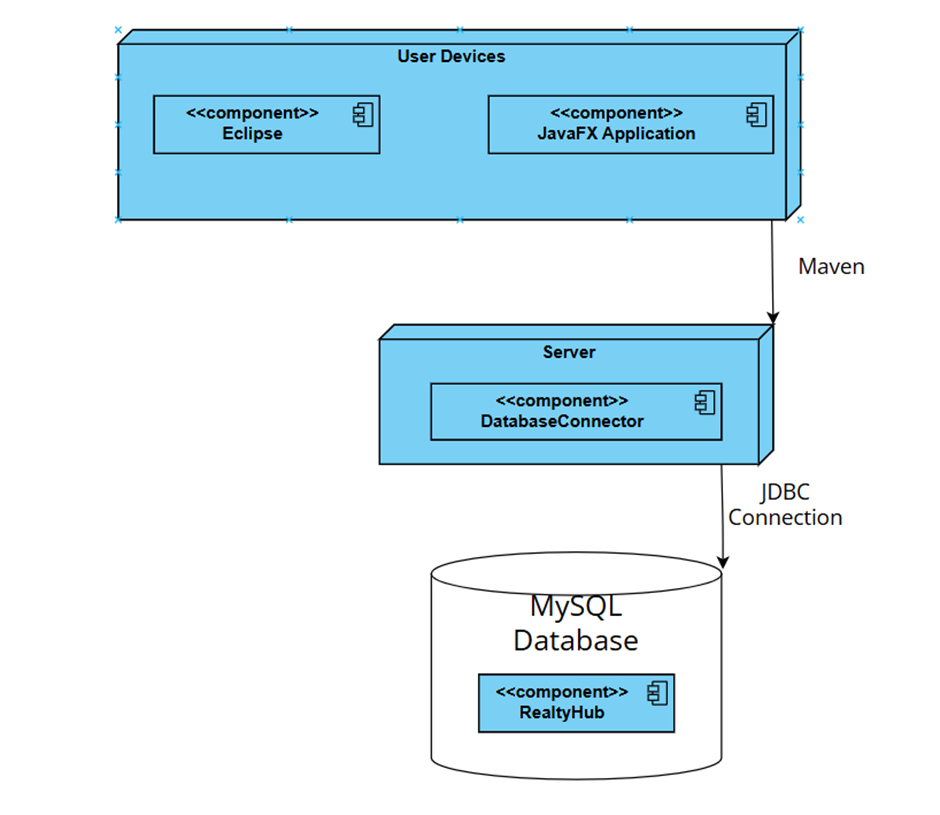 User Devices
<<component>>
Eclipse
<<component>>
JavaFX Application
Maven
Server
<<component>>
DatabaseConnector
JDBC
Connection
MySQL
Database
<<component>>
RealtyHub